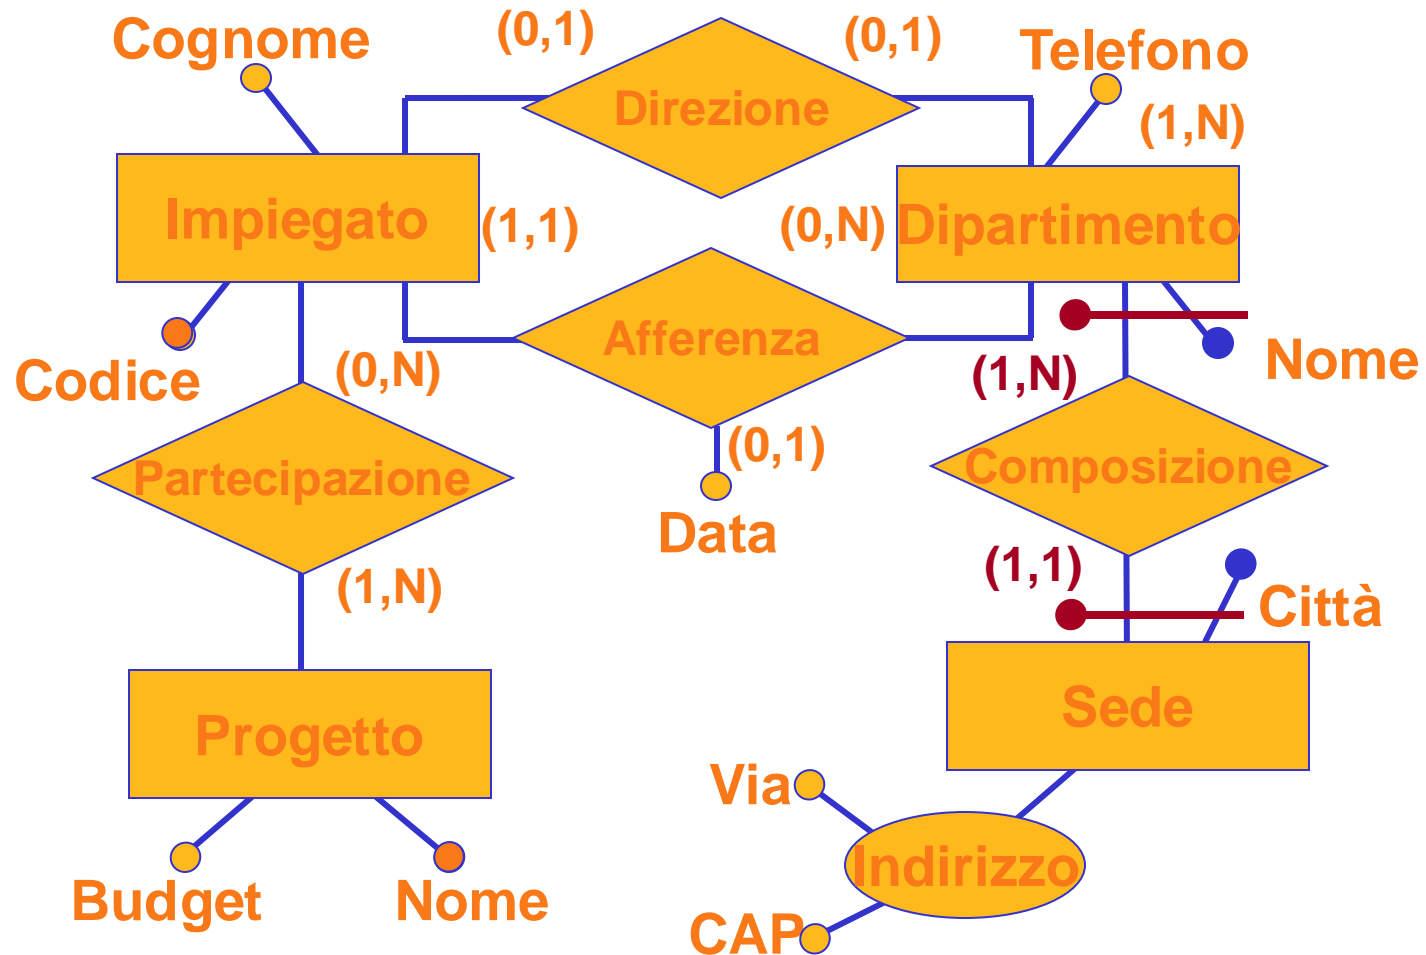 Cognome
(0,1)
(0,1)
Telefono
Direzione
(1,N)
Impiegato
(1,1)
(0,N)
Dipartimento
Codice
(0,N)
Afferenza
(1,N)
Nome
Partecipazione
(0,1)
Composizione
Data
(1,N)
(1,1)
Città
Progetto
Sede
Via
Budget
Nome
Indirizzo
CAP